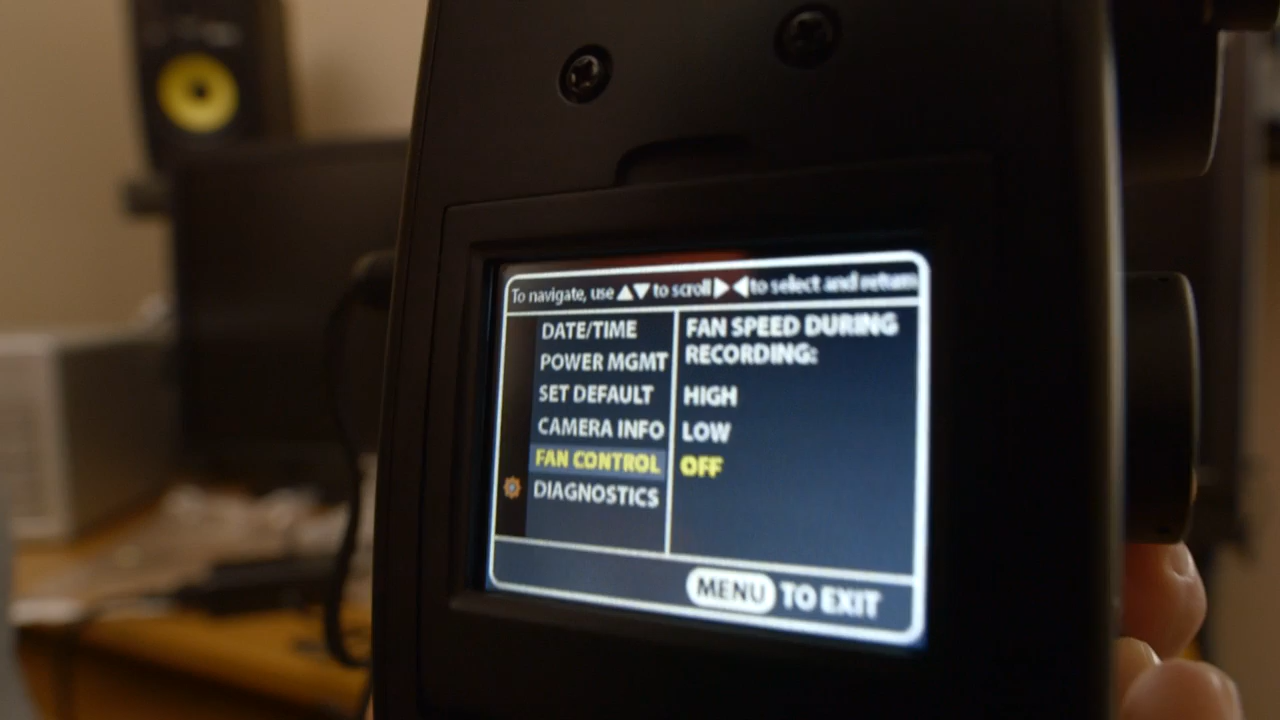 To navigate, use ▲▼ to scroll ▶◀ to select and return
DATE/TIME
POWER MGMT
SET DEFAULT
CAMERA INFO
FAN CONTROL
DIAGNOSTICS
FAN SPEED DURING
RECORDING:
HIGH
LOW
OFF
MENU TO EXIT